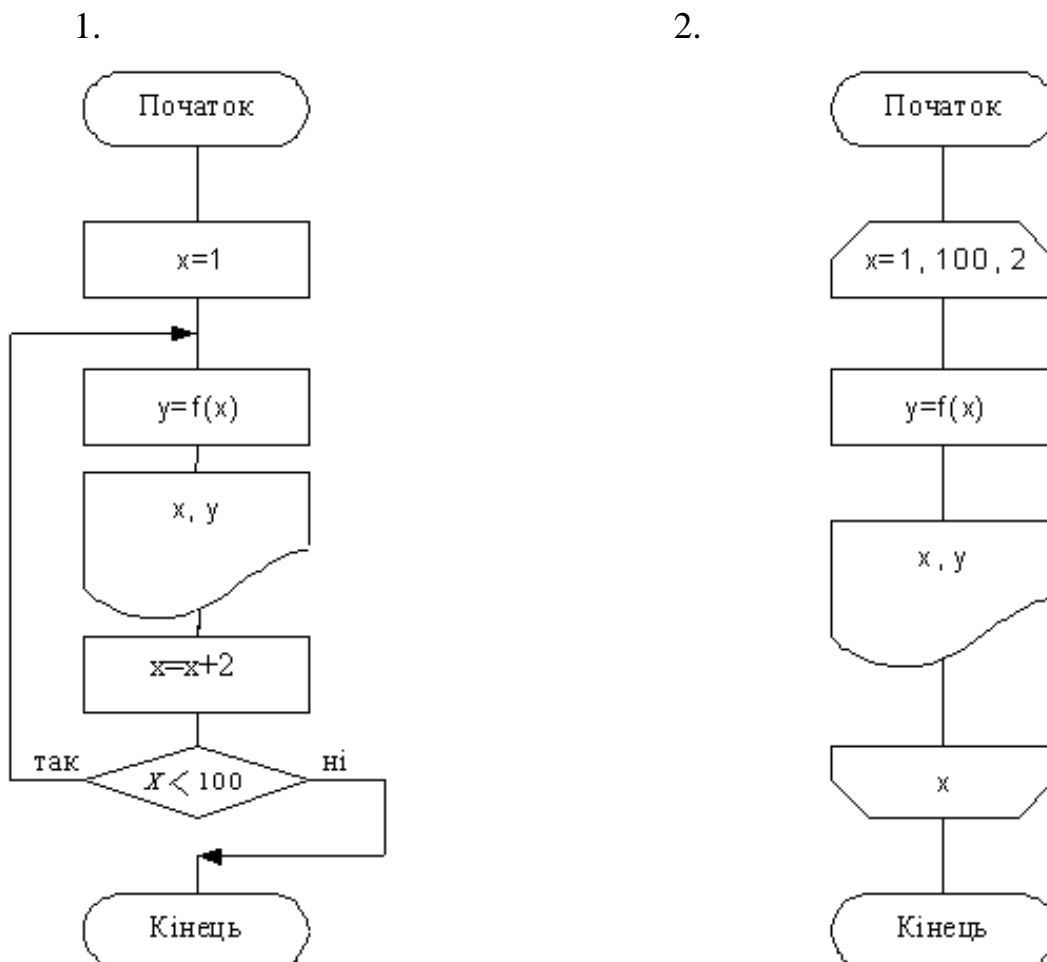 1.
Початок
x=1
y=f(x)
x, y
x=x+2
так
X < 100
ні
Кінець
2.
Початок
x=1, 100, 2
y=f(x)
x, y
x
Кінець